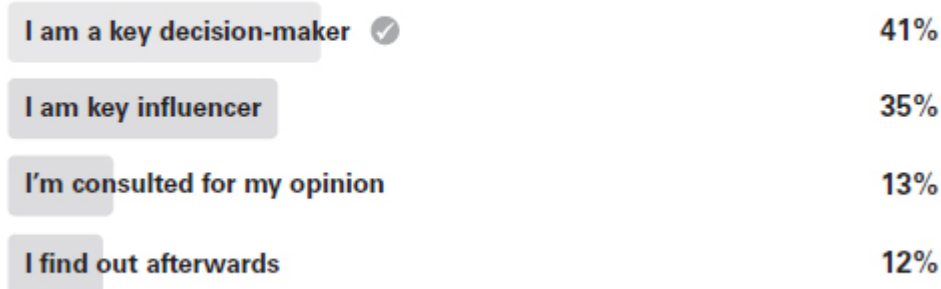 I am a key decision-maker 41%
I am key influencer 35%
I'm consulted for my opinion 13%
I find out afterwards 12%